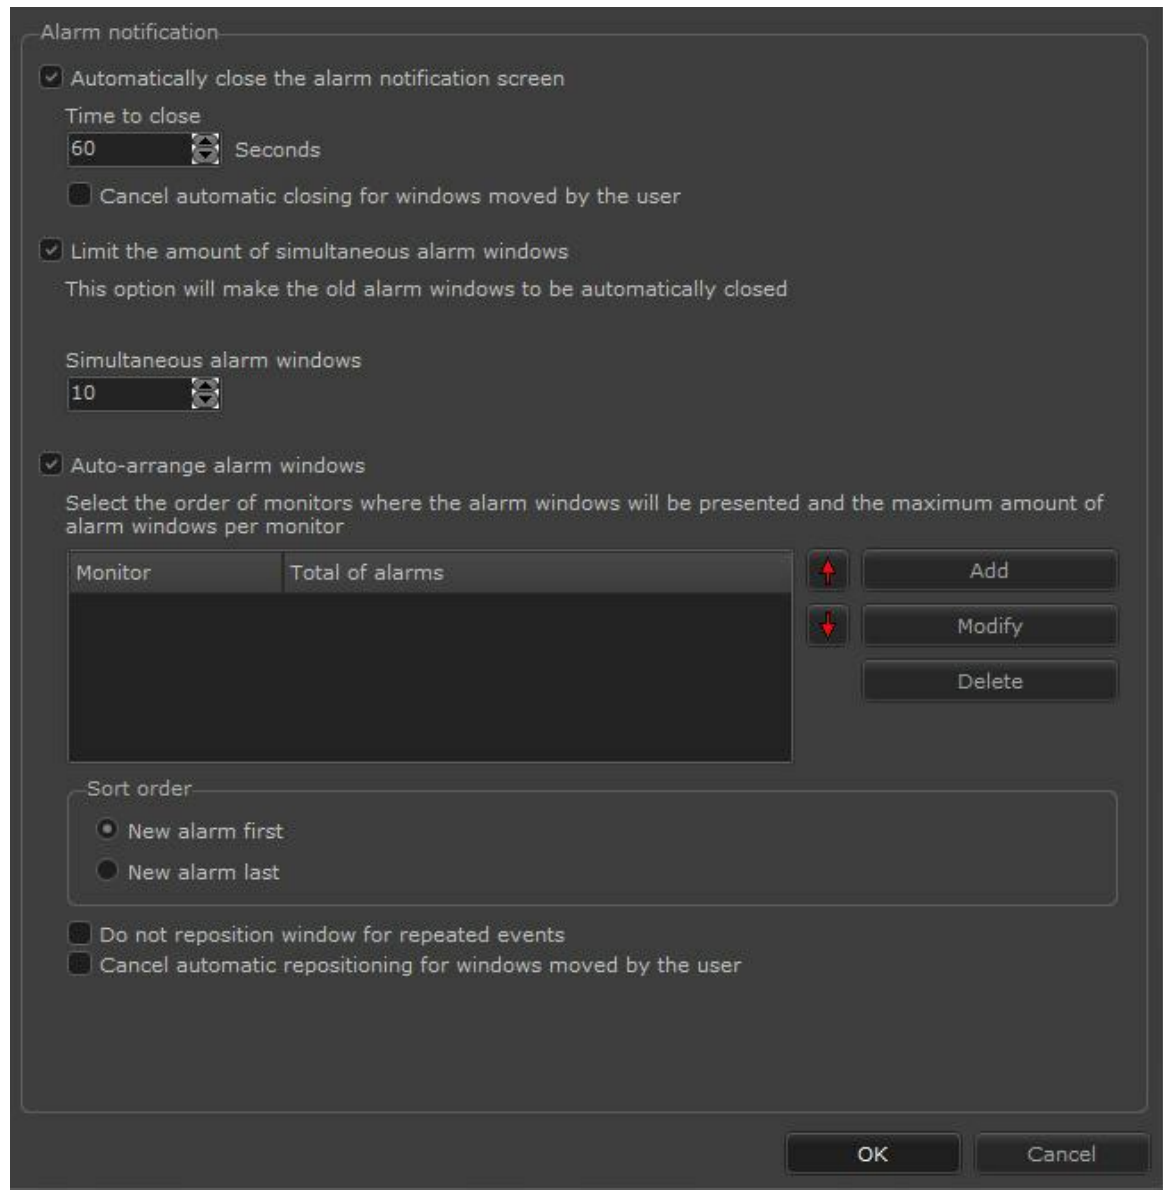 Alarm notification
Automatically close the alarm notification screen
Time to close
60 Seconds
Cancel automatic closing for windows moved by the user
Limit the amount of simultaneous alarm windows
This option will make the old alarm windows to be automatically closed
Simultaneous alarm windows
10
Auto-arrange alarm windows
Select the order of monitors where the alarm windows will be presented and the maximum amount of
alarm windows per monitor
Monitor Total of alarms
Add
Modify
Delete
Sort order
New alarm first
New alarm last
Do not reposition window for repeated events
Cancel automatic repositioning for windows moved by the user
OK Cancel